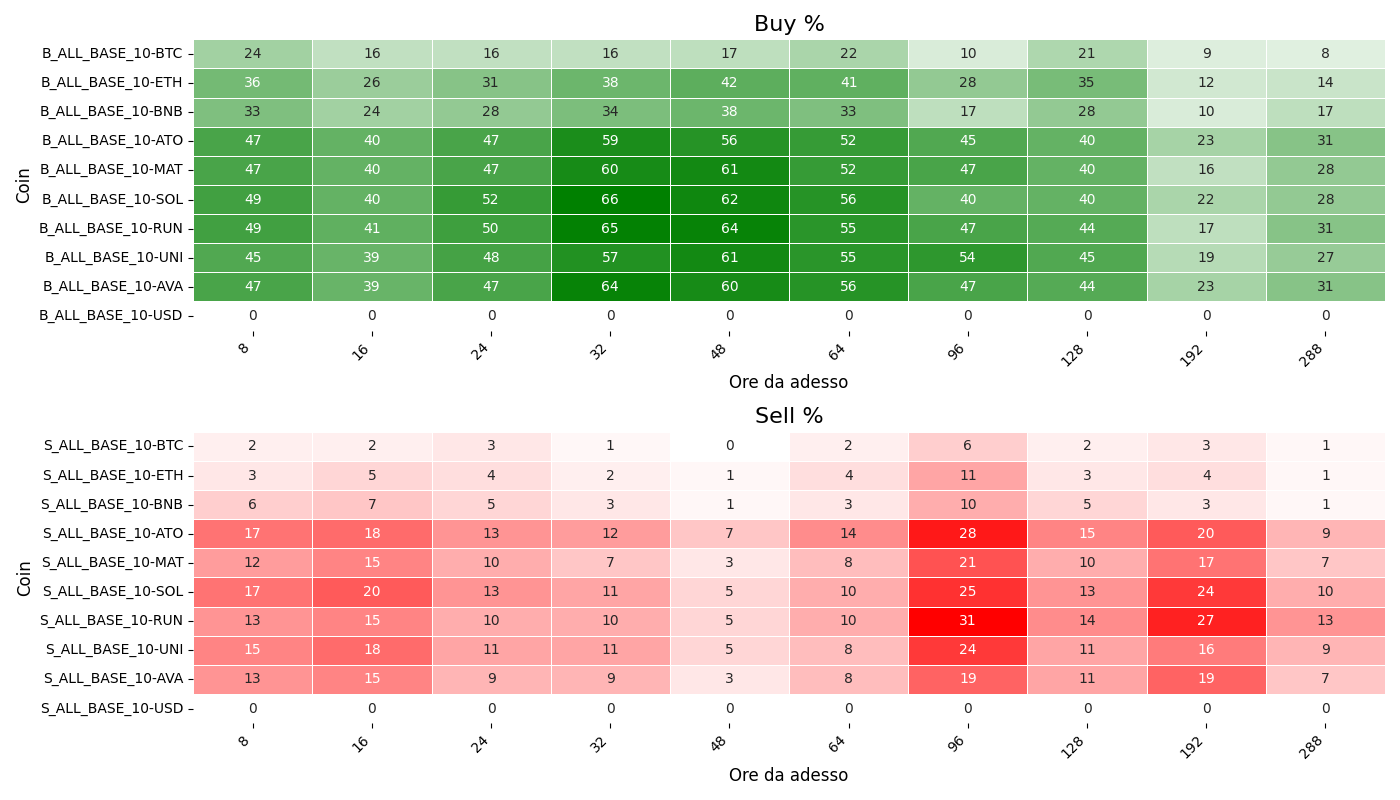 Buy %
Coin
B_ALL_BASE_10-BTC 24 16 16 16 17 22 10 21 9 8
B_ALL_BASE_10-ETH 36 26 31 38 42 41 28 35 12 14
B_ALL_BASE_10-BNB 33 24 28 34 38 33 17 28 10 17
B_ALL_BASE_10-ATO 47 40 47 59 56 52 45 40 23 31
B_ALL_BASE_10-MAT 47 40 47 60 61 52 47 40 16 28
B_ALL_BASE_10-SOL 49 40 52 66 62 56 40 40 22 28
B_ALL_BASE_10-RUN 49 41 50 65 64 55 47 44 17 31
B_ALL_BASE_10-UNI 45 39 48 57 61 55 54 45 19 27
B_ALL_BASE_10-AVA 47 39 47 64 60 56 47 44 23 31
B_ALL_BASE_10-USD 0 0 0 0 0 0 0 0 0 0
8 16 24 32 48 64 96 128 192 288
Ore da adesso
Sell %
Coin
S_ALL_BASE_10-BTC 2 2 3 1 0 2 6 2 3 1
S_ALL_BASE_10-ETH 3 5 4 2 1 4 11 3 4 1
S_ALL_BASE_10-BNB 6 7 5 3 1 3 10 5 3 1
S_ALL_BASE_10-ATO 17 18 13 12 7 14 28 15 20 9
S_ALL_BASE_10-MAT 12 15 10 7 3 8 21 10 17 7
S_ALL_BASE_10-SOL 17 20 13 11 5 10 25 13 24 10
S_ALL_BASE_10-RUN 13 15 10 10 5 10 31 14 27 13
S_ALL_BASE_10-UNI 15 18 11 11 5 8 24 11 16 9
S_ALL_BASE_10-AVA 13 15 9 9 3 8 19 11 19 7
S_ALL_BASE_10-USD 0 0 0 0 0 0 0 0 0 0
8 16 24 32 48 64 96 128 192 288
Ore da adesso